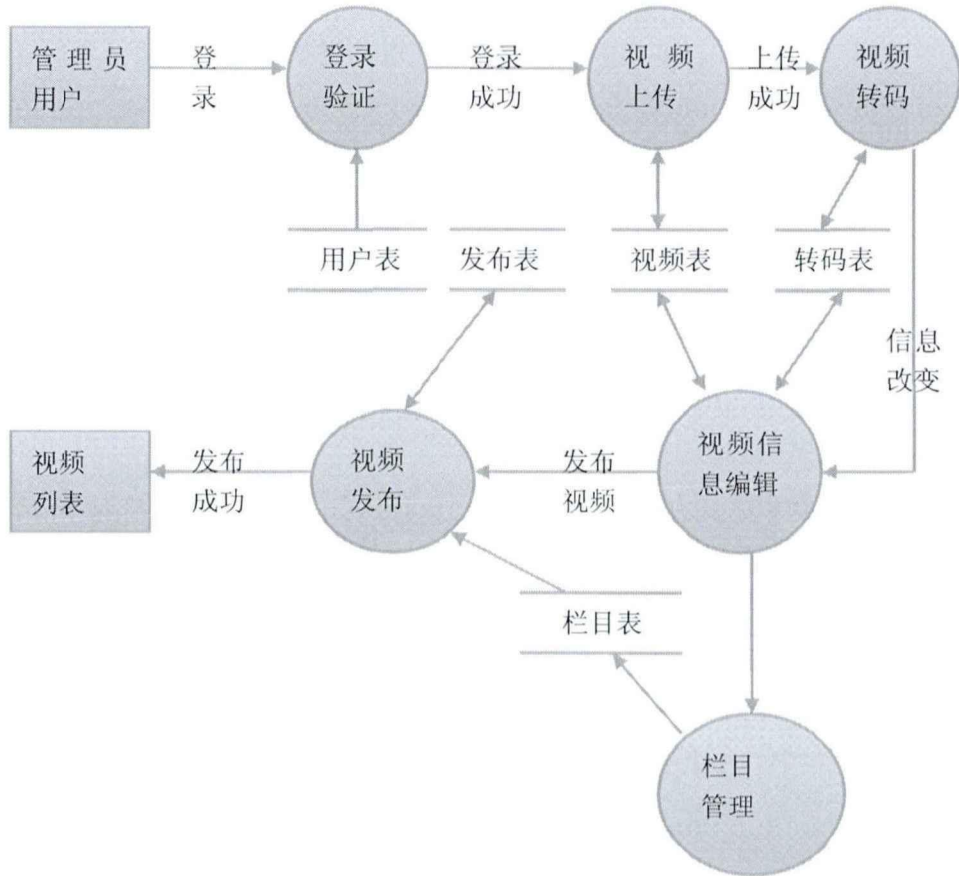 管理员
用户
登
录
登录
验证
登录
成功
视频
上传
上传
成功
视频
转码
用户表
发布表
视频表
转码表
信息
改变
视频
列表
发布
成功
视频
发布
发布
视频
视频信
息编辑
栏目表
栏目
管理